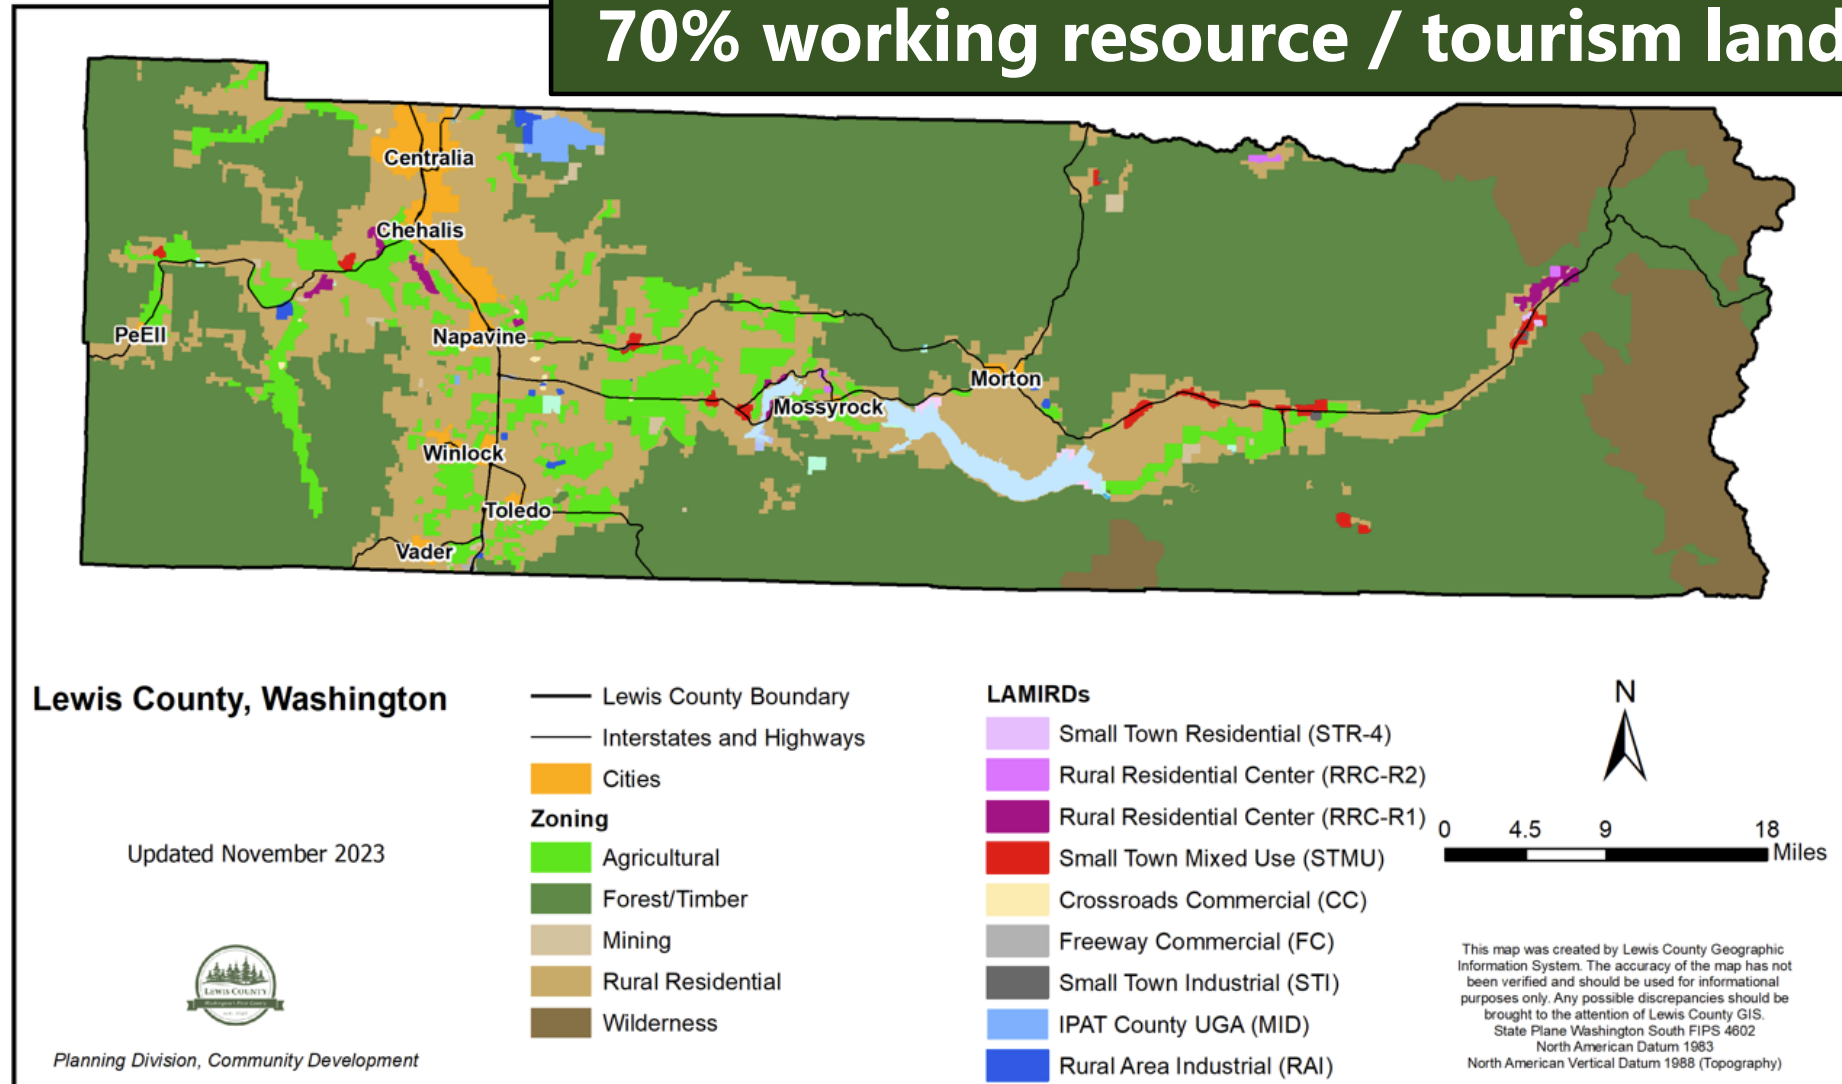 70% working resource / tourism land
Centralia
Chehalis
PeEll
Napavine
Morton
Mossyrock
Winlock
Toledo
Vader
Lewis County, Washington
Updated November 2023
LEWIS COUNTY
Planning Division, Community Development
Lewis County Boundary
Interstates and Highways
Cities
Zoning
Agricultural
Forest/Timber
Mining
Rural Residential
Wilderness
LAMIRDs
Small Town Residential (STR-4)
Rural Residential Center (RRC-R2)
Rural Residential Center (RRC-R1)
Small Town Mixed Use (STMU)
Crossroads Commercial (CC)
Freeway Commercial (FC)
Small Town Industrial (STI)
IPAT County UGA (MID)
Rural Area Industrial (RAI)
N
0 4.5 9 18
Miles
This map was created by Lewis County Geographic
Information System. The accuracy of the map has not
been verified and should be used for informational
purposes only. Any possible discrepancies should be
brought to the attention of Lewis County GIS.
State Plane Washington South FIPS 4602
North American Datum 1983
North American Vertical Datum 1988 (Topography)